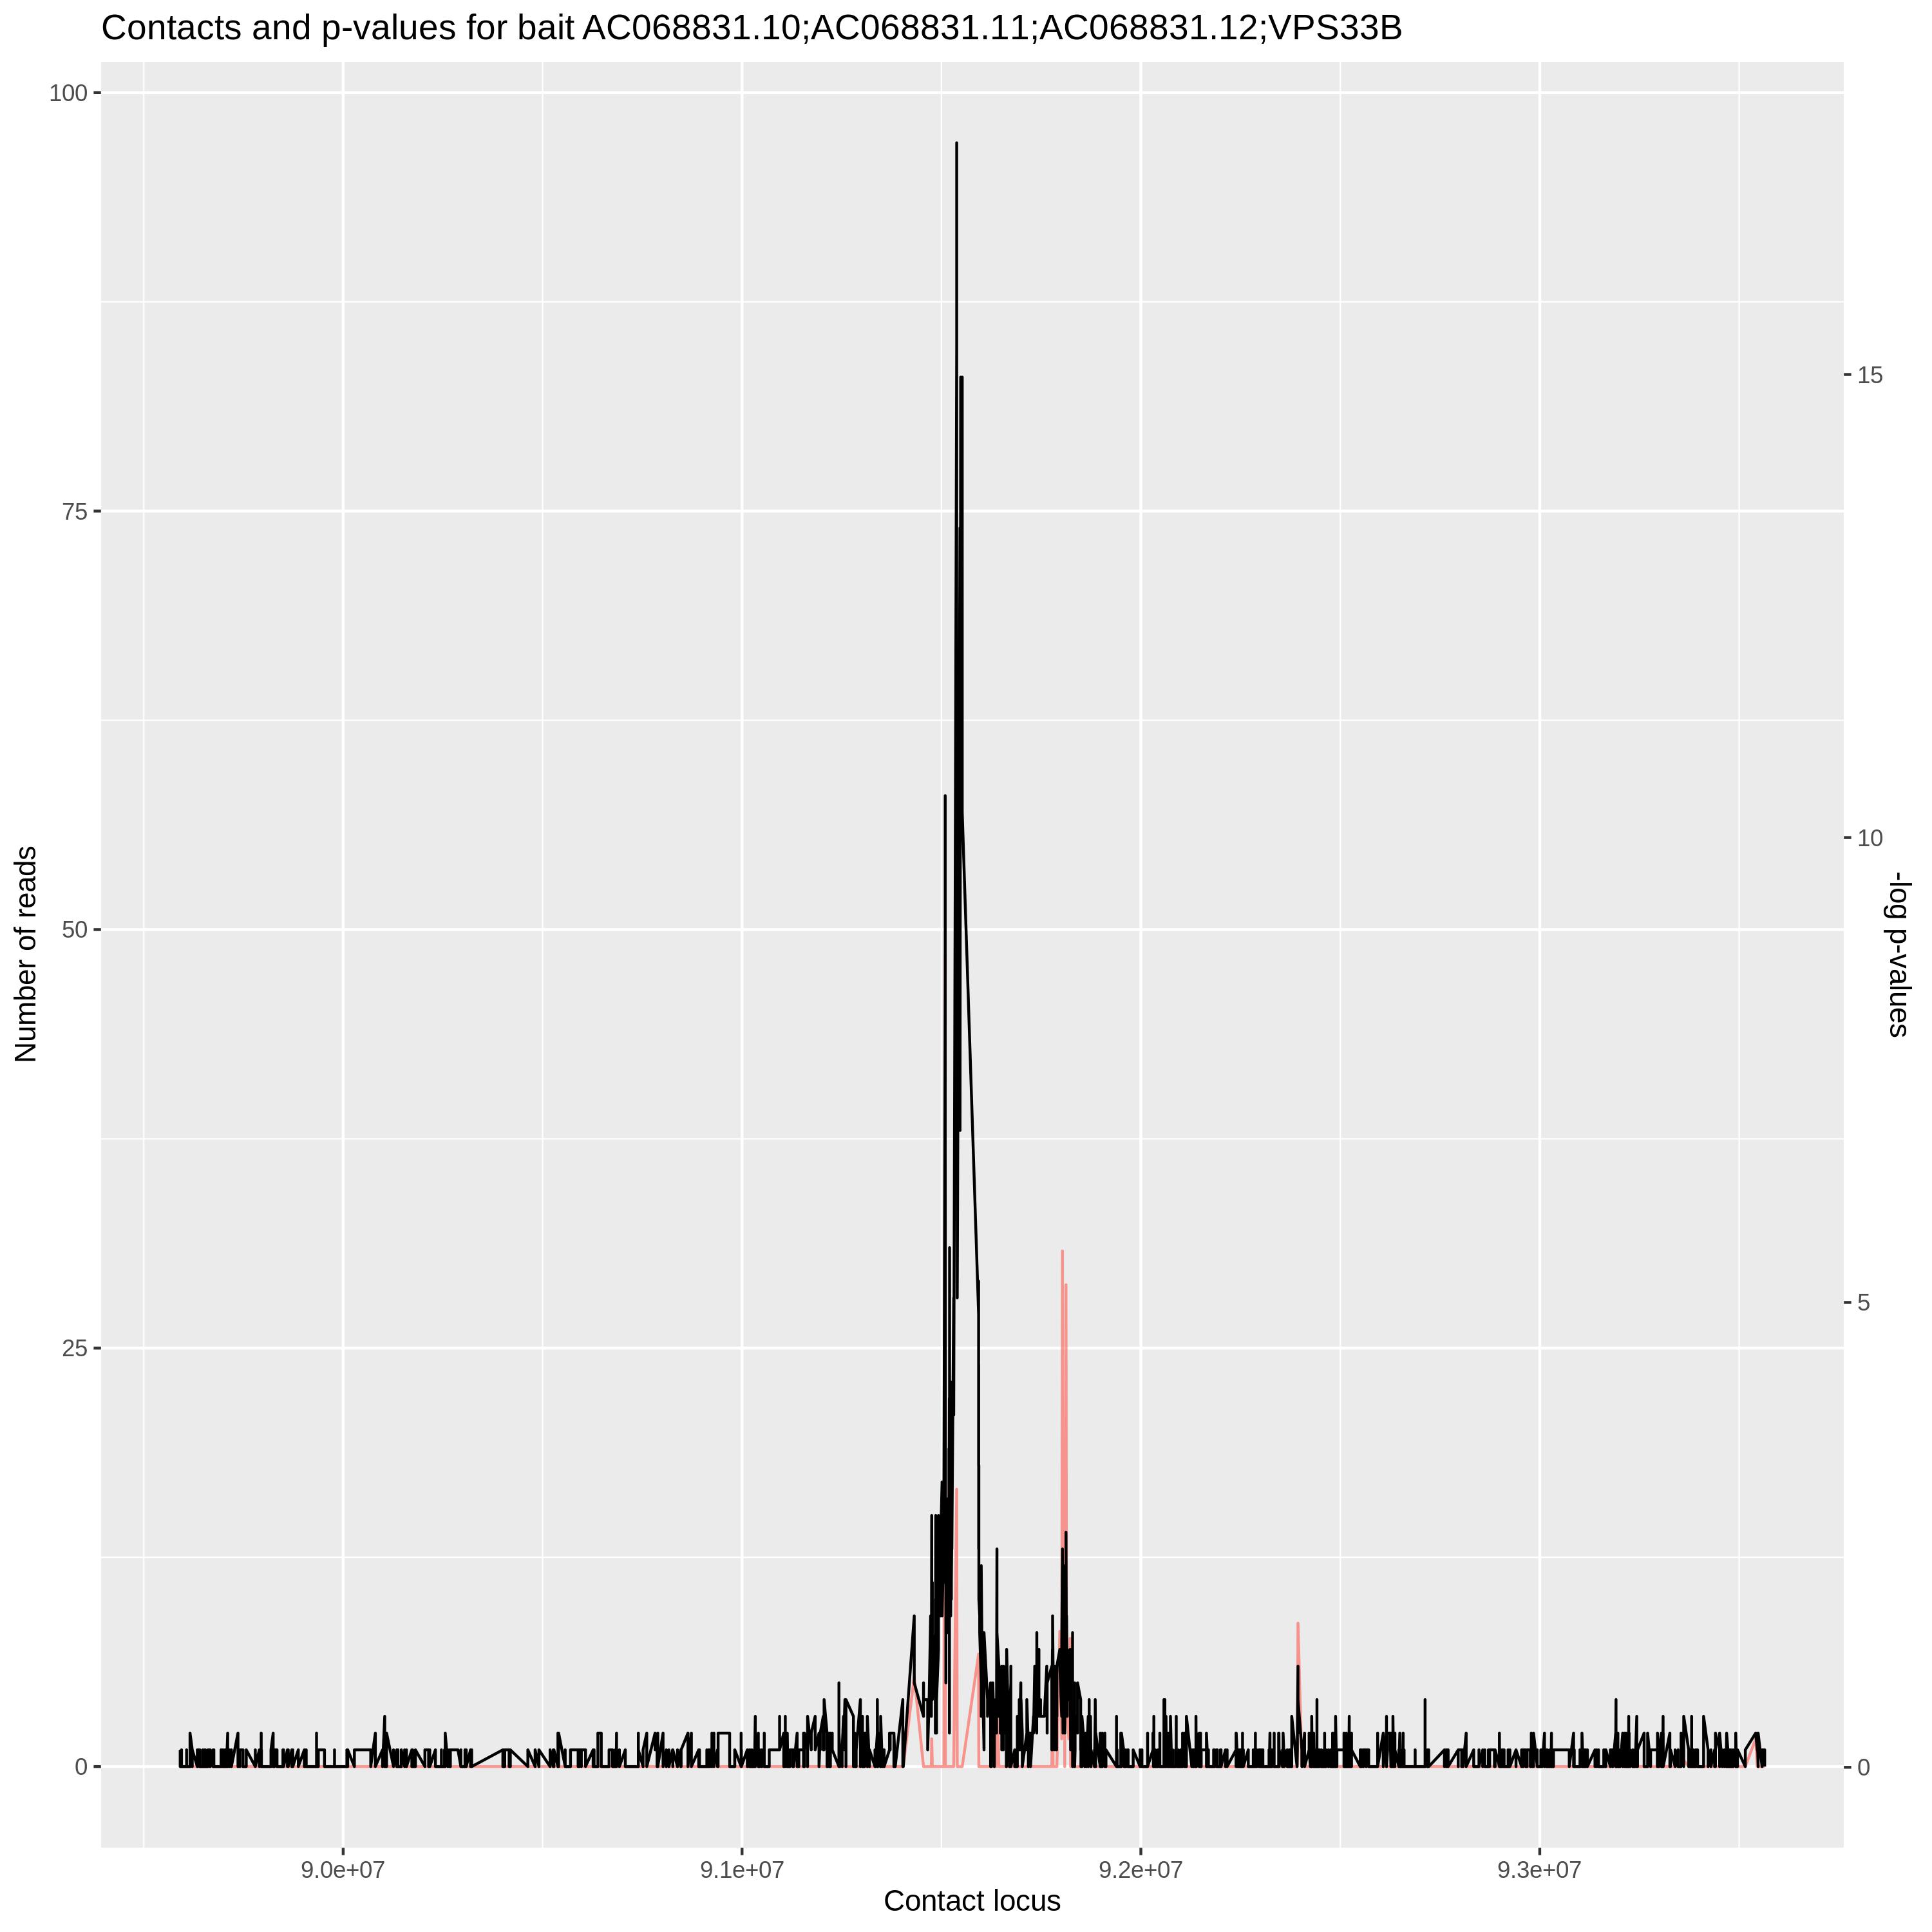 Contacts and p-values for bait AC068831.10;AC068831.11;AC068831.12;VPS33B
100
75
50
25
0
Number of reads
15
10
5
0
-log p-values
9.0e+07
9.1e+07
9.2e+07
9.3e+07
Contact locus